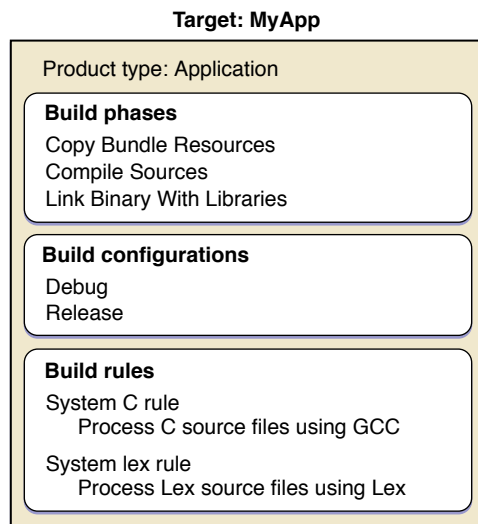 Target: MyApp
Product type: Application
Build phases
Copy Bundle Resources
Compile Sources
Link Binary With Libraries
Build configurations
Debug
Release
Build rules
System C rule
Process C source files using GCC
System lex rule
Process Lex source files using Lex